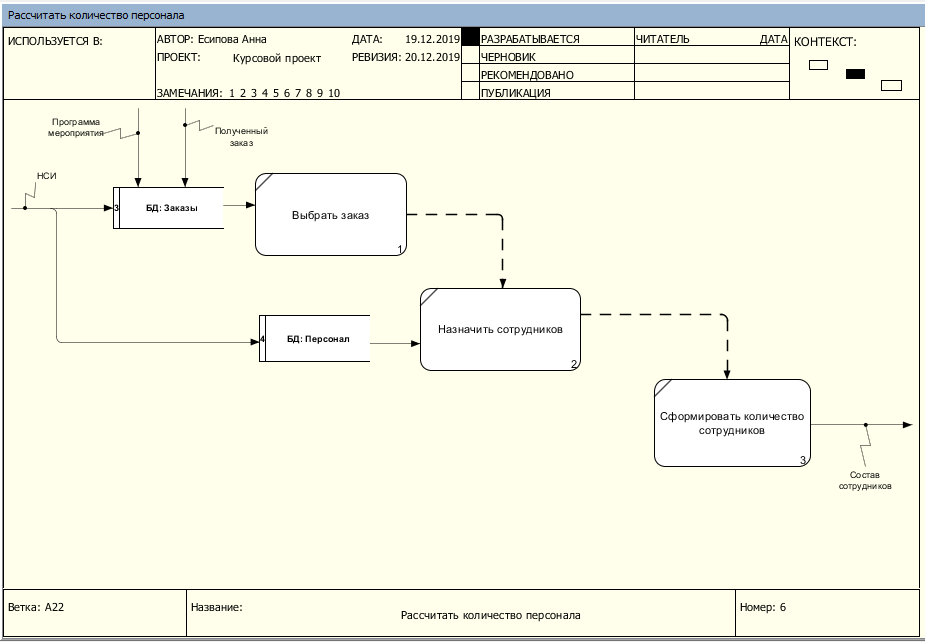 Рассчитать количество персонала
ИСПОЛЬЗУЕТСЯ В:
АВТОР: Есипова Анна
ДАТА: 19.12.2019
РАЗРАБАТЫВАЕТСЯ
ЧИТАТЕЛЬ
ДАТА
КОНТЕКСТ:
ПРОЕКТ: Курсовой проект
РЕВИЗИЯ: 20.12.2019
ЧЕРНОВИК
РЕКОМЕНДОВАНО
ЗАМЕЧАНИЯ: 1 2 3 4 5 6 7 8 9 10
ПУБЛИКАЦИЯ
Программа
мероприятия
Полученный
заказ
НСИ
3
БД: Заказы
Выбрать заказ
1
4
БД: Персонал
Назначить сотрудников
2
Сформировать количество
сотрудников
3
Состав
сотрудников
Ветка: A22
Название:
Рассчитать количество персонала
Номер: 6